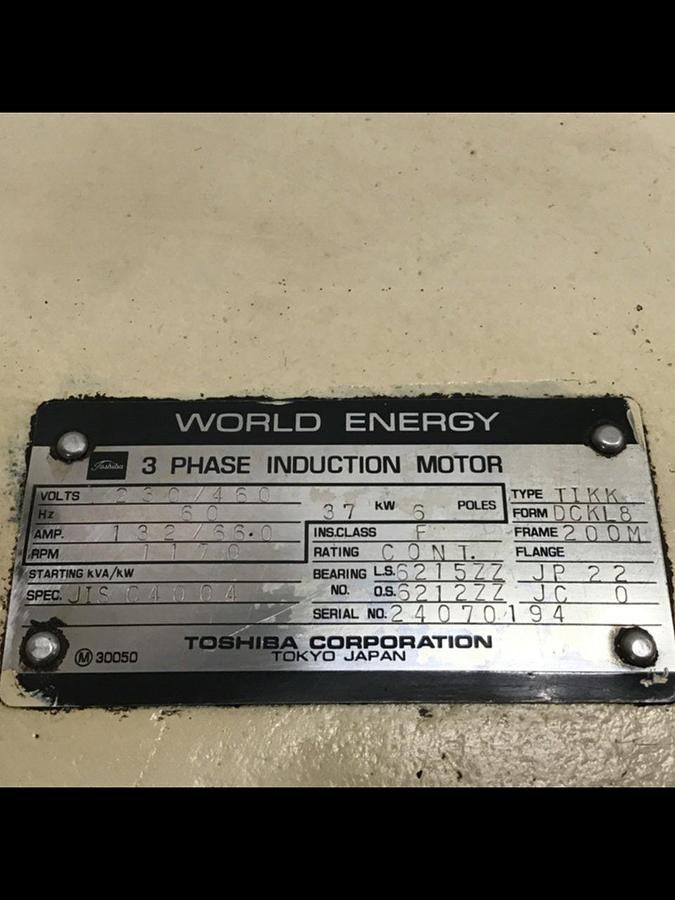 WORLD ENERGY
Toshiba 3 PHASE INDUCTION MOTOR
VOLTS 230/460
Hz 60 37 kW 6 POLES
AMP. 132/66.0
RPM 1170
TYPE TIKK
FORM DCKL8
INS.CLASS F FRAME 200M
RATING CONT. FLANGE
STARTING kVA/kW
BEARING NO. L.S. 6215ZZ JP 22
SPEC. JIS C4004
O.S. 6212ZZ JC 0
SERIAL NO. 24070194
TOSHIBA CORPORATION
M 30050 TOKYO JAPAN